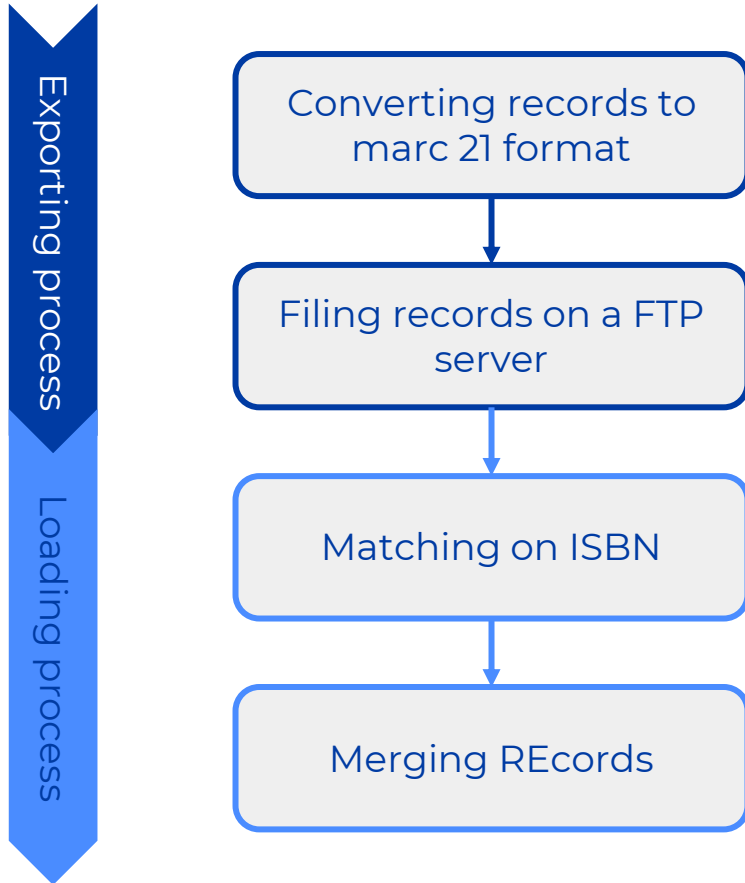 Exporting process
Converting records to
marc 21 format
Filing records on a FTP
server
Loading process
Matching on ISBN
Merging REcords